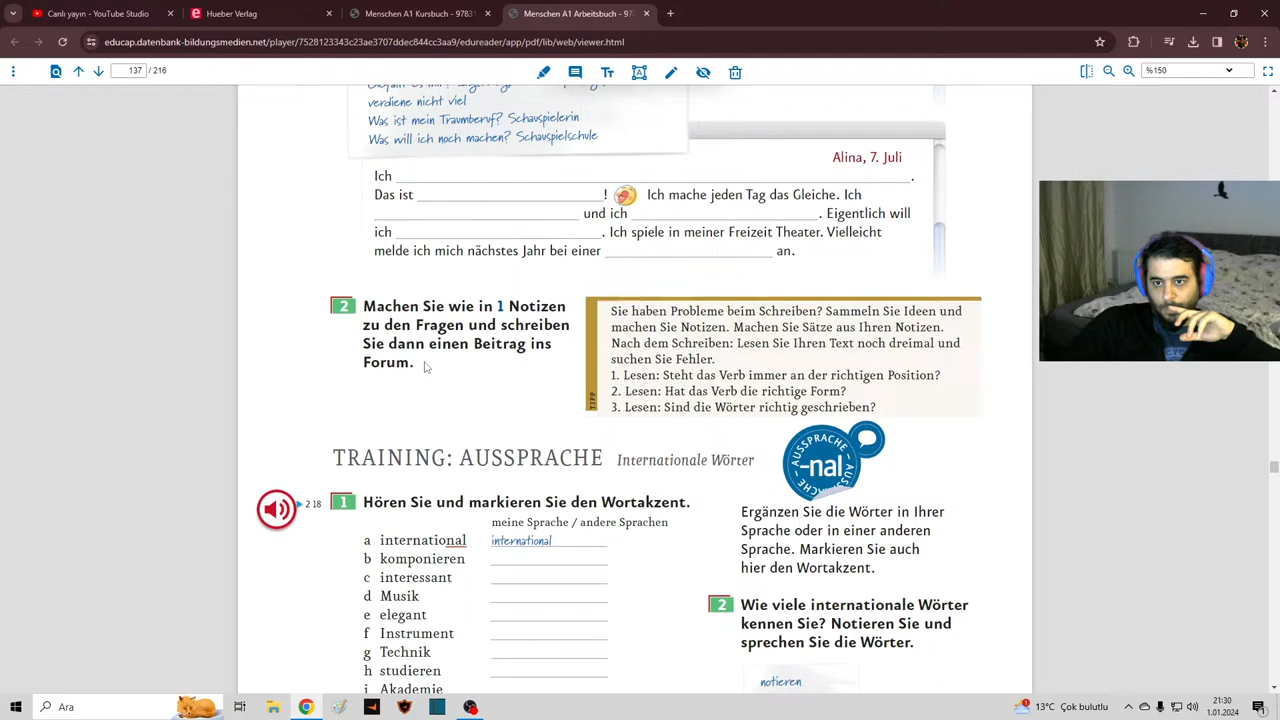 Canlı yayın - YouTube Studio
Hueber Verlag
Menschen A1 Kursbuch - 9783
Menschen A1 Arbeitsbuch - 978
educap.datenbank-bildungsmedien.net/player/7528123343c23ae3707ddec844cc3aa9/edureader/app/pdf/lib/web/viewer.html
137 / 216
%150
verdiene nicht viel
Was ist mein Traumberuf? Schauspielerin
Was will ich noch machen? Schauspielschule
Alina, 7. Juli
Ich .
Das ist ! Ich mache jeden Tag das Gleiche. Ich
und ich . Eigentlich will
ich . Ich spiele in meiner Freizeit Theater. Vielleicht
melde ich mich nächstes Jahr bei einer an.
2 Machen Sie wie in 1 Notizen
zu den Fragen und schreiben
Sie dann einen Beitrag ins
Forum.
TIPP
Sie haben Probleme beim Schreiben? Sammeln Sie Ideen und
machen Sie Notizen. Machen Sie Sätze aus Ihren Notizen.
Nach dem Schreiben: Lesen Sie Ihren Text noch dreimal und
suchen Sie Fehler.
1. Lesen: Steht das Verb immer an der richtigen Position?
2. Lesen: Hat das Verb die richtige Form?
3. Lesen: Sind die Wörter richtig geschrieben?
TRAINING: AUSSPRACHE Internationale Wörter
AUSSPRACHE
-nal
2 18
1 Hören Sie und markieren Sie den Wortakzent.
meine Sprache / andere Sprachen
a international international
b komponieren
c interessant
d Musik
e elegant
f Instrument
g Technik
h studieren
i Akademie
Ergänzen Sie die Wörter in Ihrer
Sprache oder in einer anderen
Sprache. Markieren Sie auch
hier den Wortakzent.
2 Wie viele internationale Wörter
kennen Sie? Notieren Sie und
sprechen Sie die Wörter.
notieren
Ara
13°C Çok bulutlu
21:30
1.01.2024